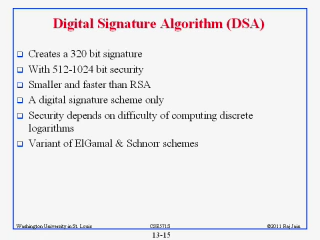 Digital Signature Algorithm (DSA)
Creates a 320 bit signature
With 512-1024 bit security
Smaller and faster than RSA
A digital signature scheme only
Security depends on difficulty of computing discrete
logarithms
Variant of ElGamal & Schnorr schemes
Washington University in St. Louis CSE571S ©2011 Raj Jain
13-15